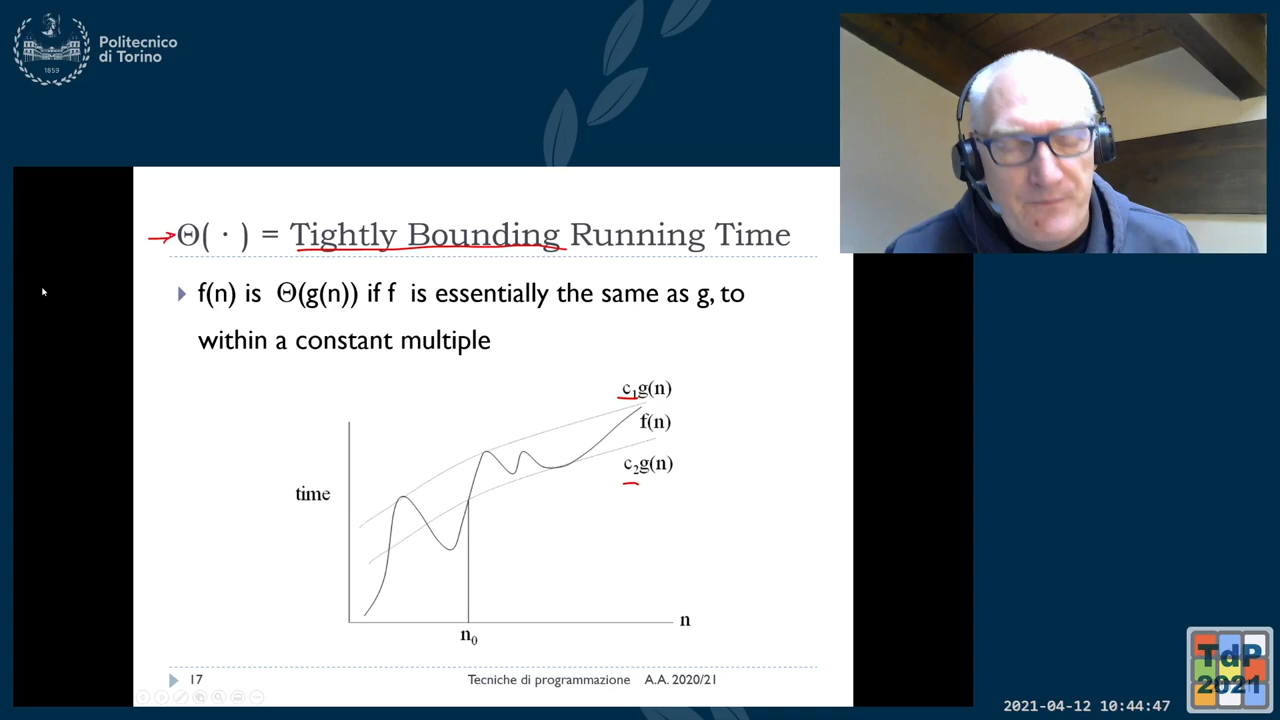 Politecnico
di Torino
1859
Θ( · ) = Tightly Bounding Running Time
f(n) is Θ(g(n)) if f is essentially the same as g, to
within a constant multiple
c₁g(n)
f(n)
c₂g(n)
time
n
n₀
17 Tecniche di programmazione A.A. 2020/21
TdP
2021
2021-04-12 10:44:47